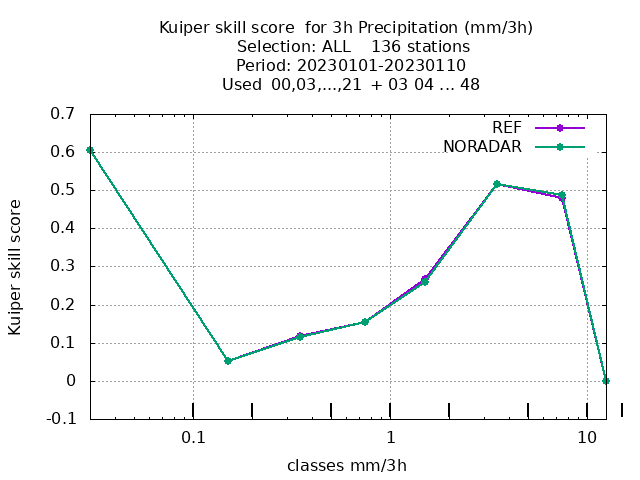 Kuiper skill score  for 3h Precipitation (mm/3h)
Selection: ALL    136 stations
Period: 20230101-20230110
Used  00,03,...,21  + 03 04 ... 48
REF
NORADAR
Kuiper skill score
0.7
0.6
0.5
0.4
0.3
0.2
0.1
0
-0.1
0.1 1 10
classes mm/3h